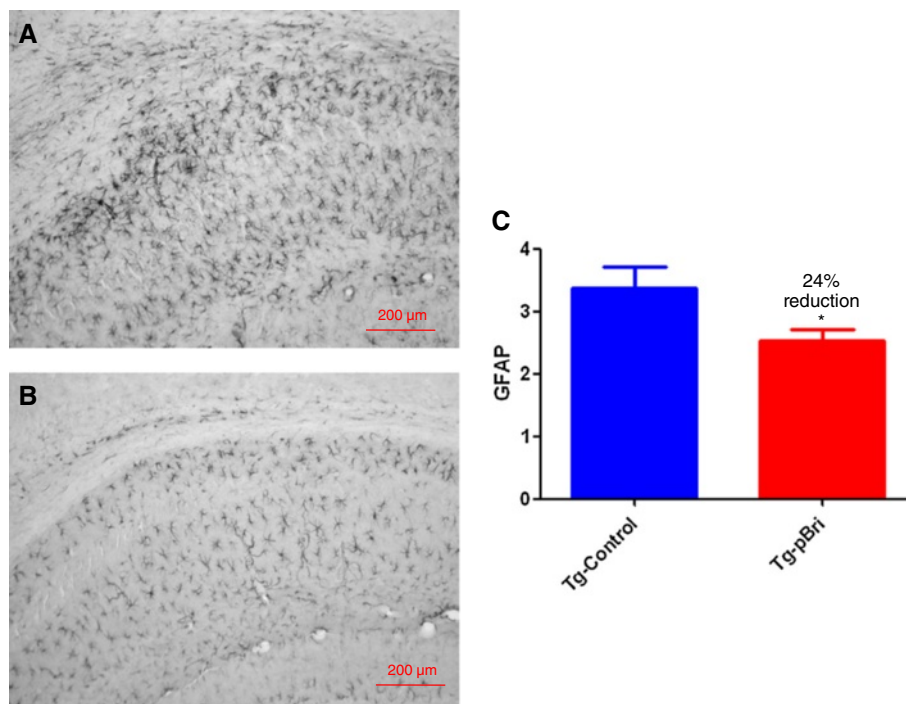 A
200 µm
B
200 µm
C
4
3
2
1
0
GFAP
24%
reduction
*
Tg-Control
Tg-pBri